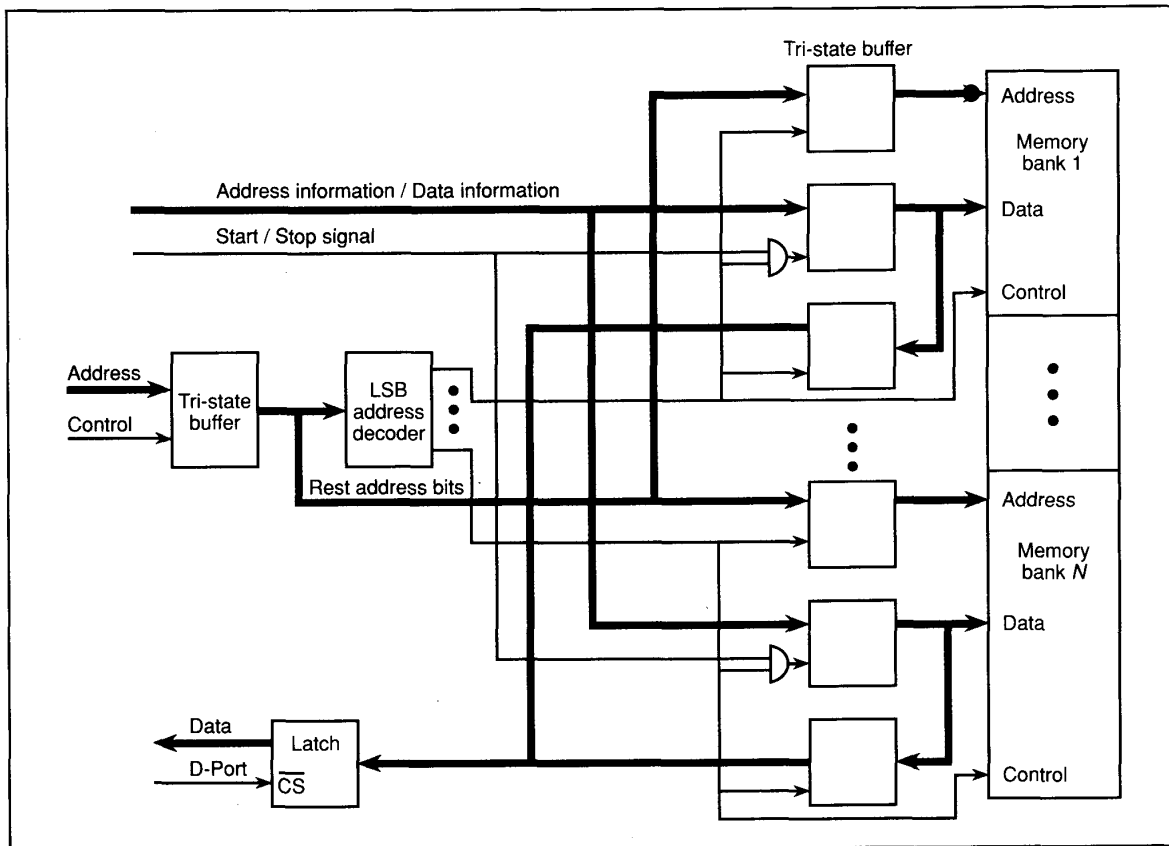 Tri-state buffer
Address
Memory
bank 1
Address information / Data information
Data
Start / Stop signal
Control
Address
Control
Tri-state
buffer
LSB
address
decoder
Rest address bits
Address
Memory
bank N
Data
Data
D-Port
Latch
CS
Control